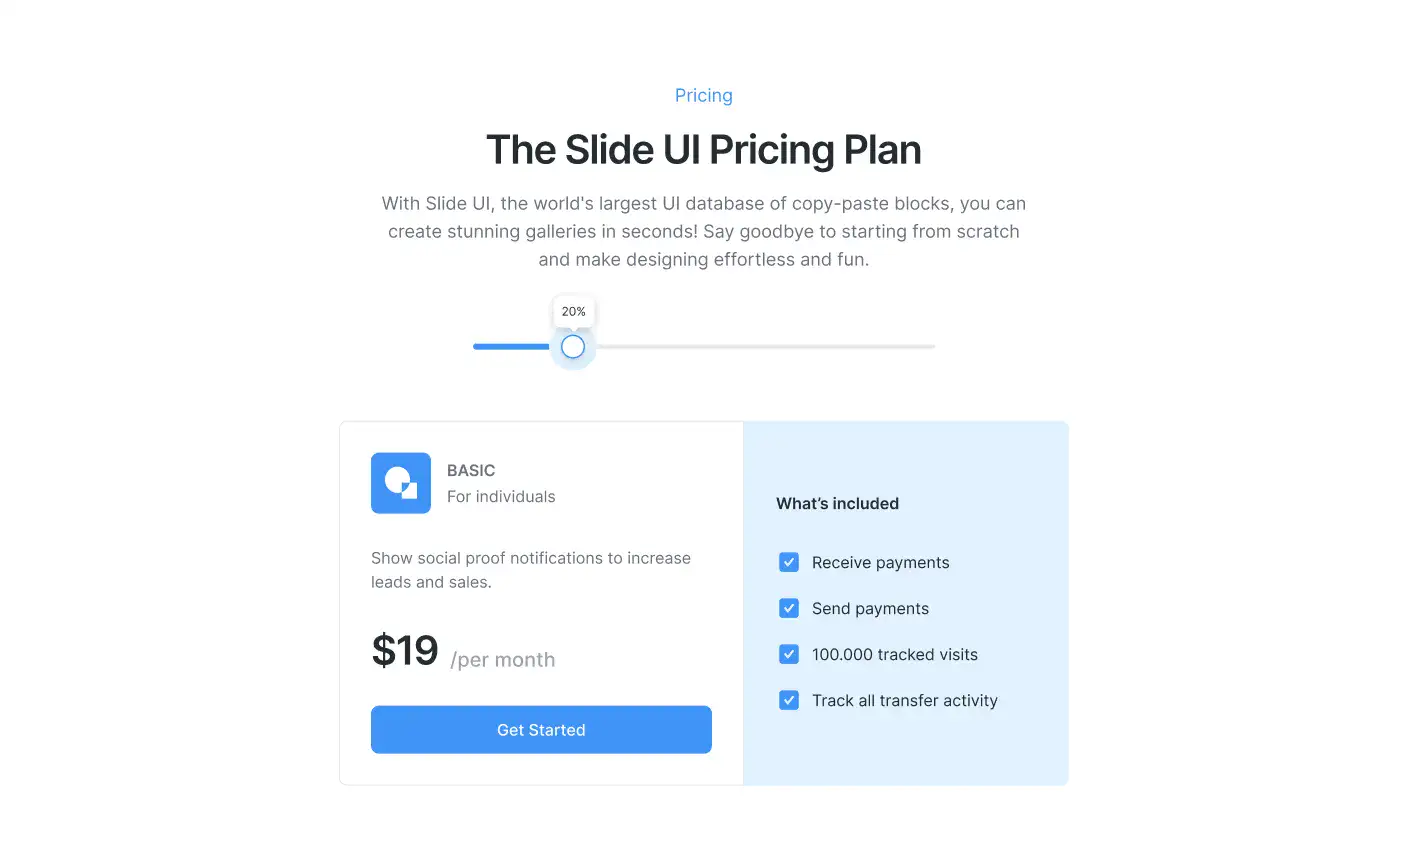 Pricing
The Slide UI Pricing Plan
With Slide UI, the world's largest UI database of copy-paste blocks, you can
create stunning galleries in seconds! Say goodbye to starting from scratch
and make designing effortless and fun.
20%
BASIC
For individuals
Show social proof notifications to increase
leads and sales.
$19 /per month
Get Started
What’s included
Receive payments
Send payments
100.000 tracked visits
Track all transfer activity